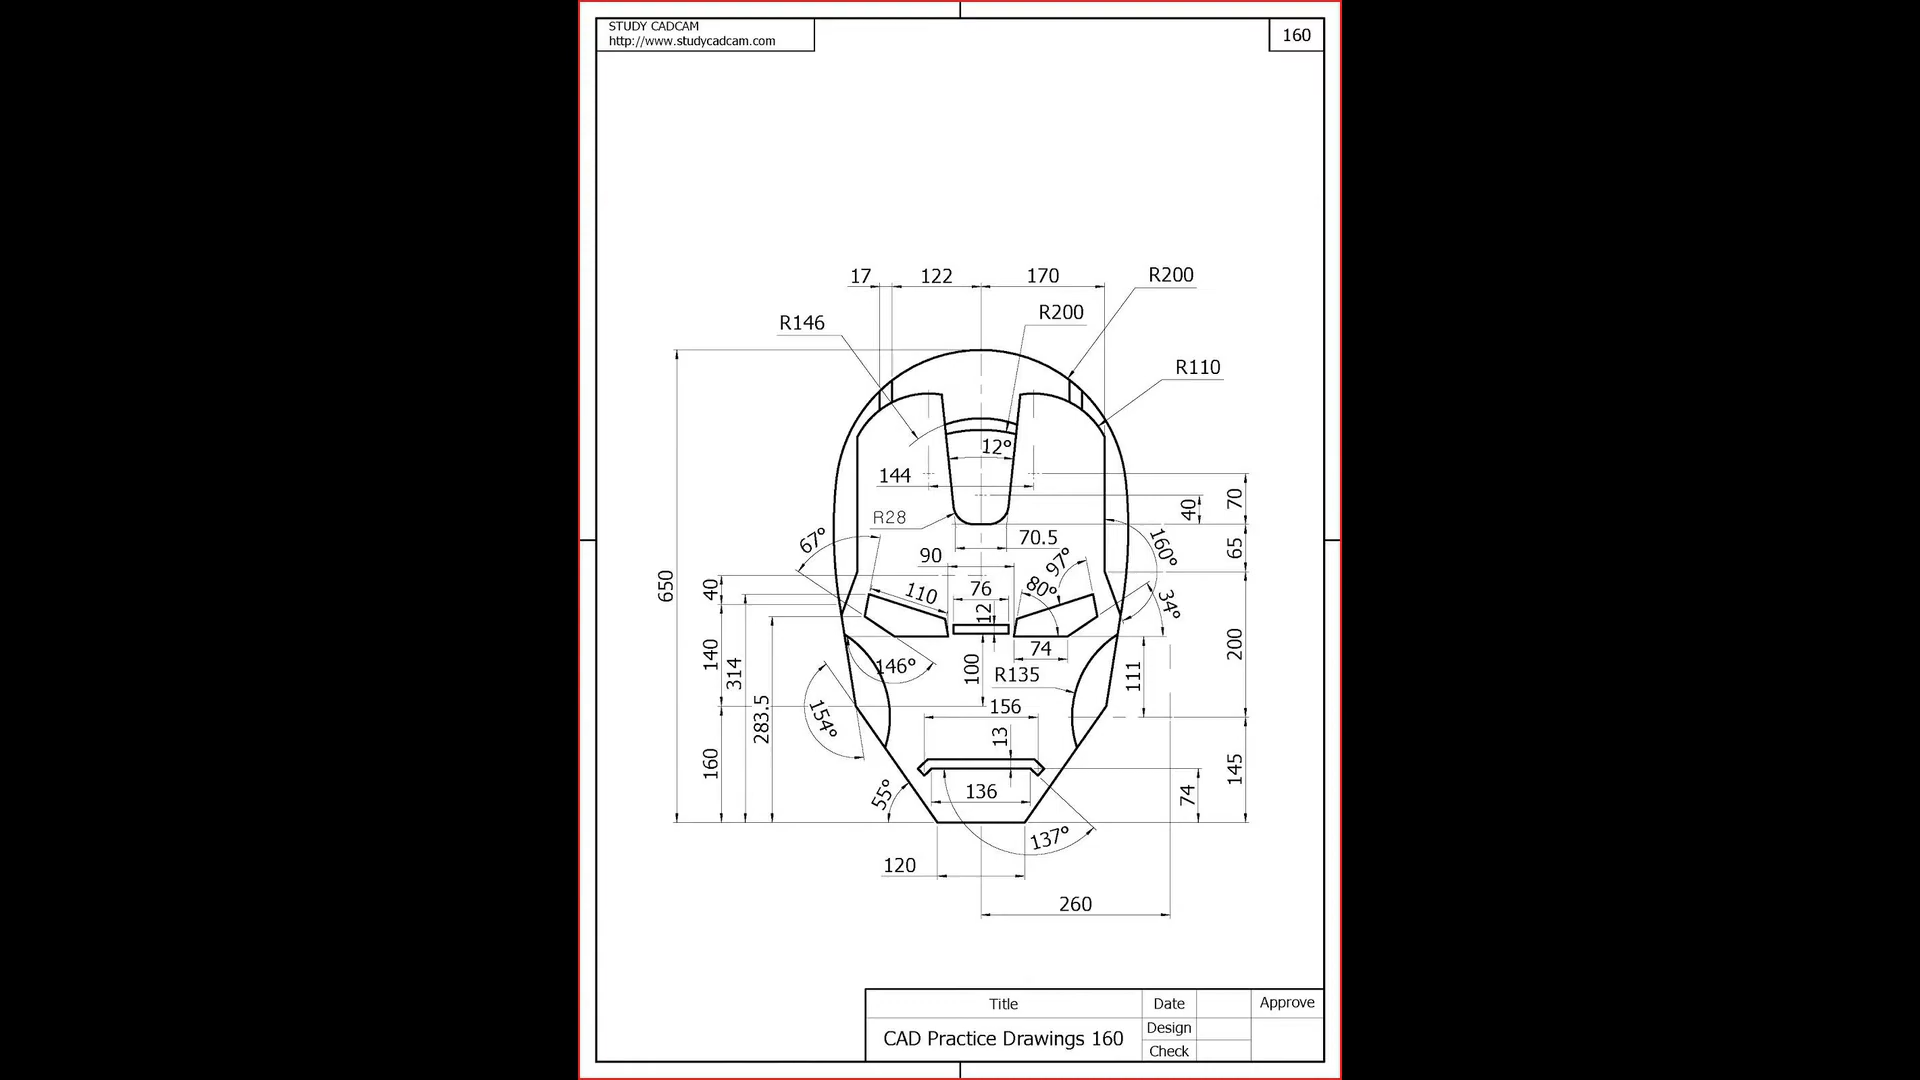 STUDY CADCAM
http://www.studycadcam.com
160
17
122
170
R200
R200
R146
R110
12°
144
70
40
R28
70.5
67°
90
97°
160°
65
650
40
110
76
80°
12
34°
140
314
146°
100
74
R135
111
200
283.5
154°
156
13
160
55°
136
74
145
137°
120
260
Title
Date
Approve
CAD Practice Drawings 160
Design
Check